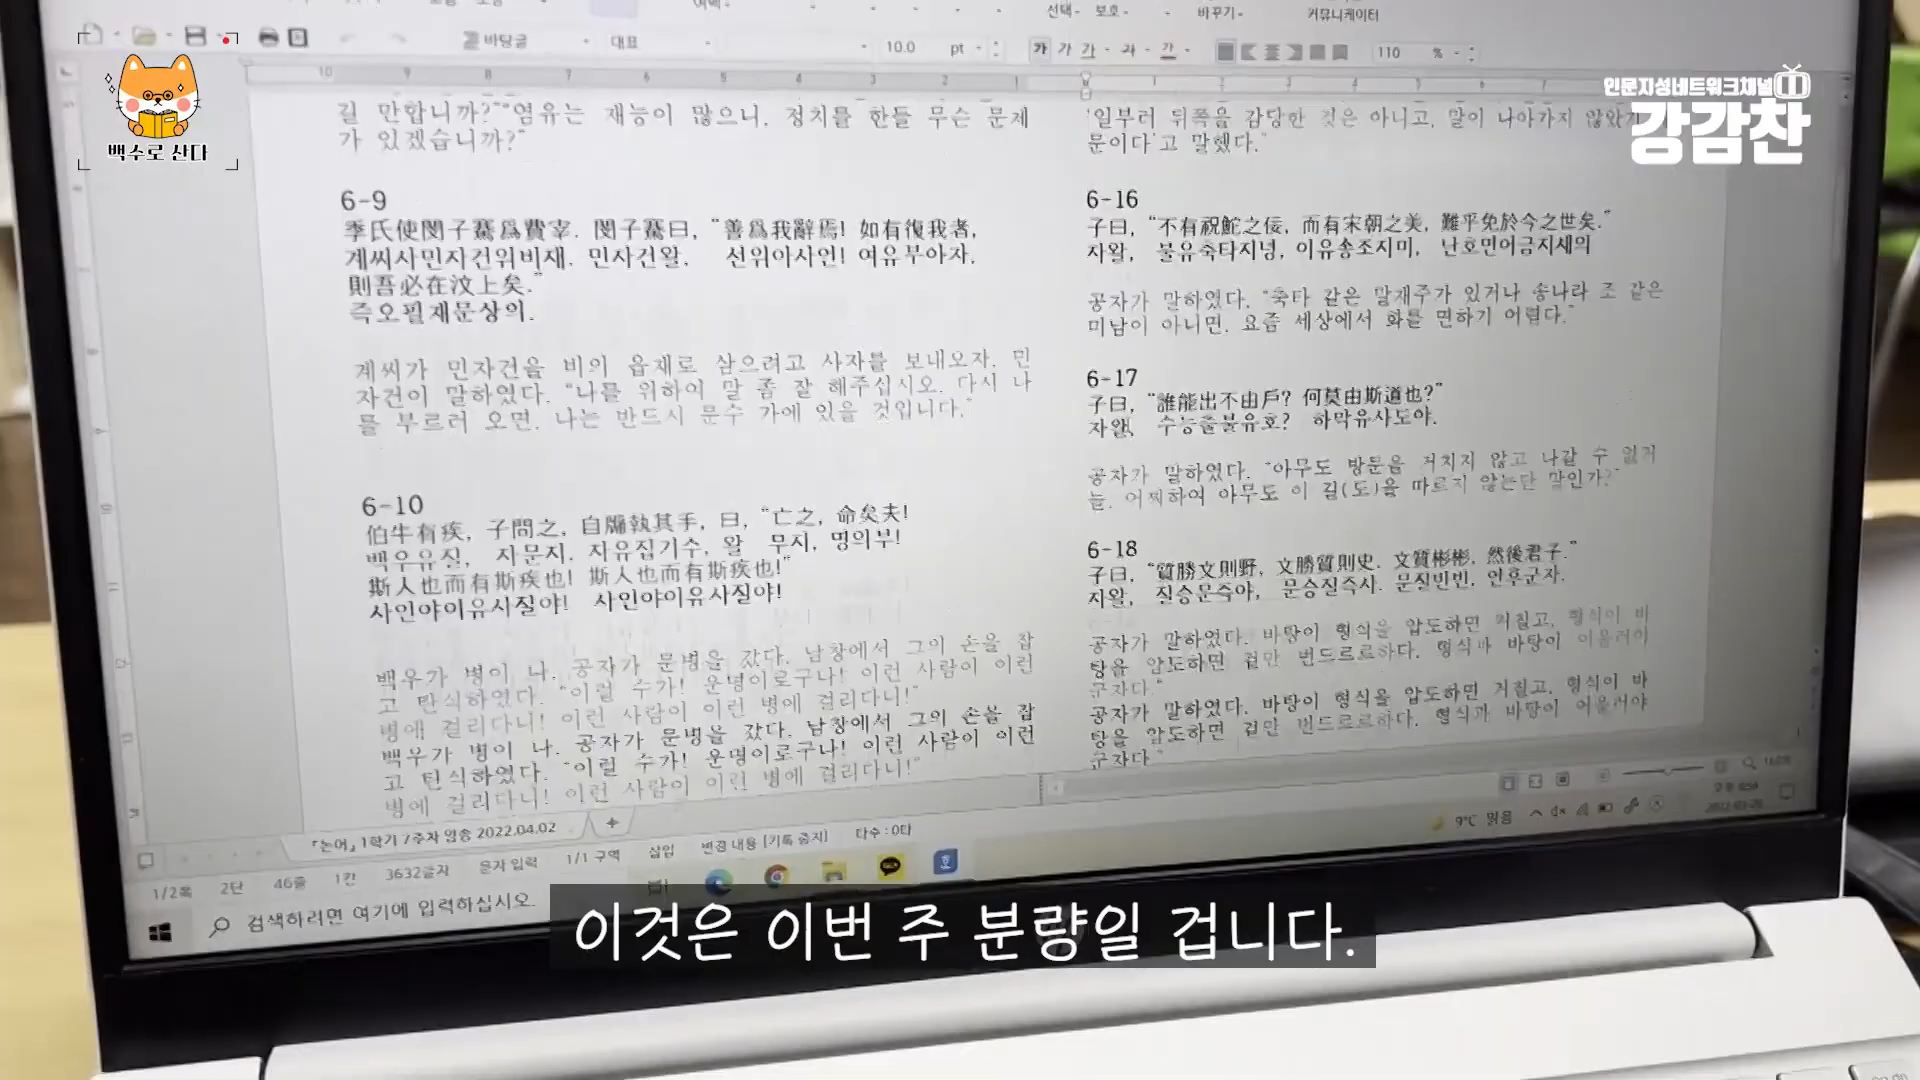 선택 보호 바꾸기 커뮤니케이터
바탕글 대표 10.0 pt 가 가 가 가 가 110 %
백수로 산다
인문지성네트워크채널
강감찬
길 만합니까?" "염유는 재능이 많으니, 정치를 한들 무슨 문제
가 있겠습니까?"
6-9
季氏使閔子騫爲費宰. 閔子騫曰, "善爲我辭焉! 如有復我者,
계씨사민자건위비재. 민자건왈, 선위아사언! 여유부아자,
則吾必在汶上矣."
즉오필재문상의.
계씨가 민자건을 비의 읍재로 삼으려고 사자를 보내오자, 민
자건이 말하였다. "나를 위하여 말 좀 잘 해주십시오. 다시 나
를 부르러 오면, 나는 반드시 문수 가에 있을 것입니다."
6-10
伯牛有疾, 子問之, 自牖執其手, 曰, "亡之, 命矣夫!
백우유질, 자문지, 자유집기수, 왈 무지, 명의부!
斯人也而有斯疾也! 斯人也而有斯疾也!"
사인야이유사질야! 사인야이유사질야!
백우가 병이 나, 공자가 문병을 갔다. 남창에서 그의 손을 잡
고 탄식하였다. "이럴 수가! 운명이로구나! 이런 사람이 이런
병에 걸리다니! 이런 사람이 이런 병에 걸리다니!"
백우가 병이 나, 공자가 문병을 갔다. 남창에서 그의 손을 잡
고 탄식하였다. "이럴 수가! 운명이로구나! 이런 사람이 이런
병에 걸리다니! 이런 사람이 이런 병에 걸리다니!"
'일부러 뒤쪽을 감당한 것은 아니고, 말이 나아가지 않았기
문이다'고 말했다."
6-16
子曰, "不有祝鮀之佞, 而有宋朝之美, 難乎免於今之世矣."
자왈, 불유축타지녕, 이유송조지미, 난호면어금지세의
공자가 말하였다. "축타 같은 말재주가 있거나 송나라 조 같은
미남이 아니면, 요즘 세상에서 화를 면하기 어렵다."
6-17
子曰, "誰能出不由戶? 何莫由斯道也?"
자왈, 수능출불유호? 하막유사도야.
공자가 말하였다. "아무도 방문을 거치지 않고 나갈 수 없거
늘, 어찌하여 아무도 이 길(도)을 따르지 않는단 말인가?"
6-18
子曰, "質勝文則野, 文勝質則史. 文質彬彬, 然後君子."
자왈, 질승문즉야, 문승질즉사. 문질빈빈, 연후군자.
공자가 말하였다. 바탕이 형식을 압도하면 거칠고, 형식이 바
탕을 압도하면 겉만 번드르르하다. 형식과 바탕이 어울려야
군자다."
공자가 말하였다. 바탕이 형식을 압도하면 거칠고, 형식이 바
탕을 압도하면 겉만 번드르르하다. 형식과 바탕이 어울려야
군자다"
『논어』 1학기 7주차 암송 2022.04.02
1/2쪽 2단 46줄 1칸 3632글자 문자 입력 1/1 구역 삽입 변경 내용 [기록 중지] 타수 : 0타
검색하려면 여기에 입력하십시오.
9°C 맑음
이것은 이번 주 분량일 겁니다.